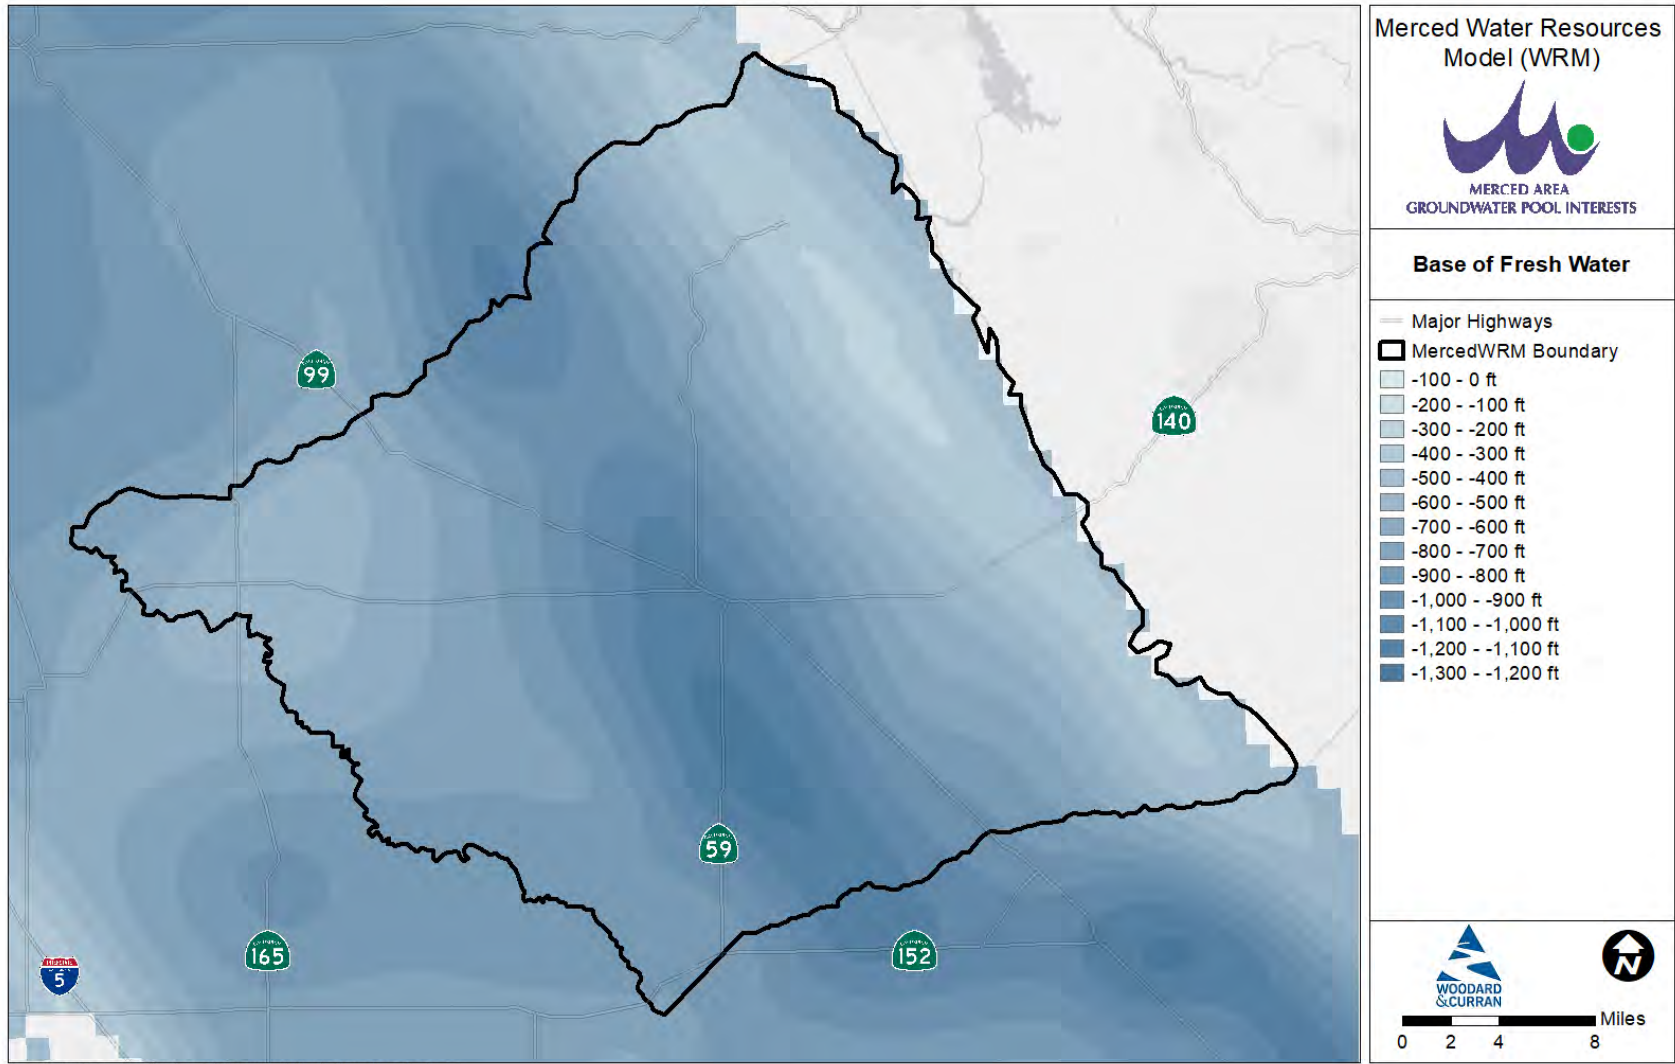 99
140
59
165
152
5
Merced Water Resources
Model (WRM)
MERCED AREA
GROUNDWATER POOL INTERESTS
Base of Fresh Water
Major Highways
MercedWRM Boundary
-100 - 0 ft
-200 - -100 ft
-300 - -200 ft
-400 - -300 ft
-500 - -400 ft
-600 - -500 ft
-700 - -600 ft
-800 - -700 ft
-900 - -800 ft
-1,000 - -900 ft
-1,100 - -1,000 ft
-1,200 - -1,100 ft
-1,300 - -1,200 ft
WOODARD
&CURRAN
N
Miles
0 2 4 8